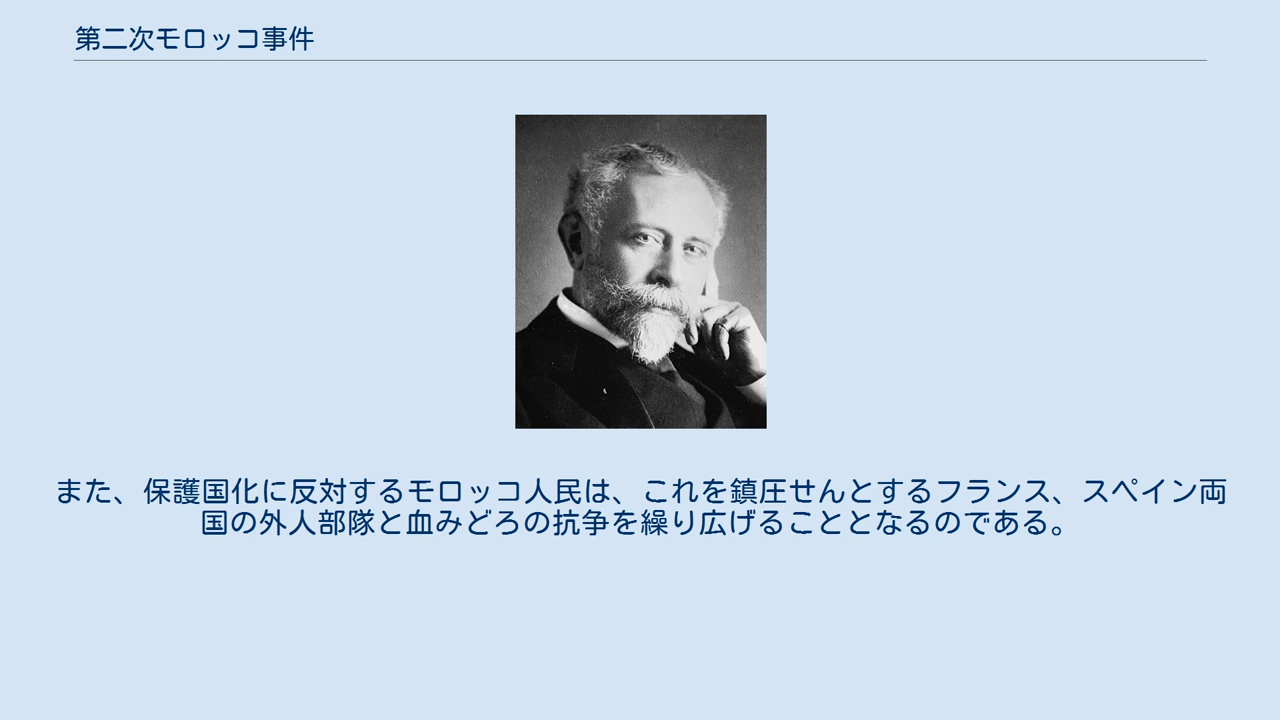 第二次モロッコ事件
また、保護国化に反対するモロッコ人民は、これを鎮圧せんとするフランス、スペイン両
国の外人部隊と血みどろの抗争を繰り広げることとなるのである。